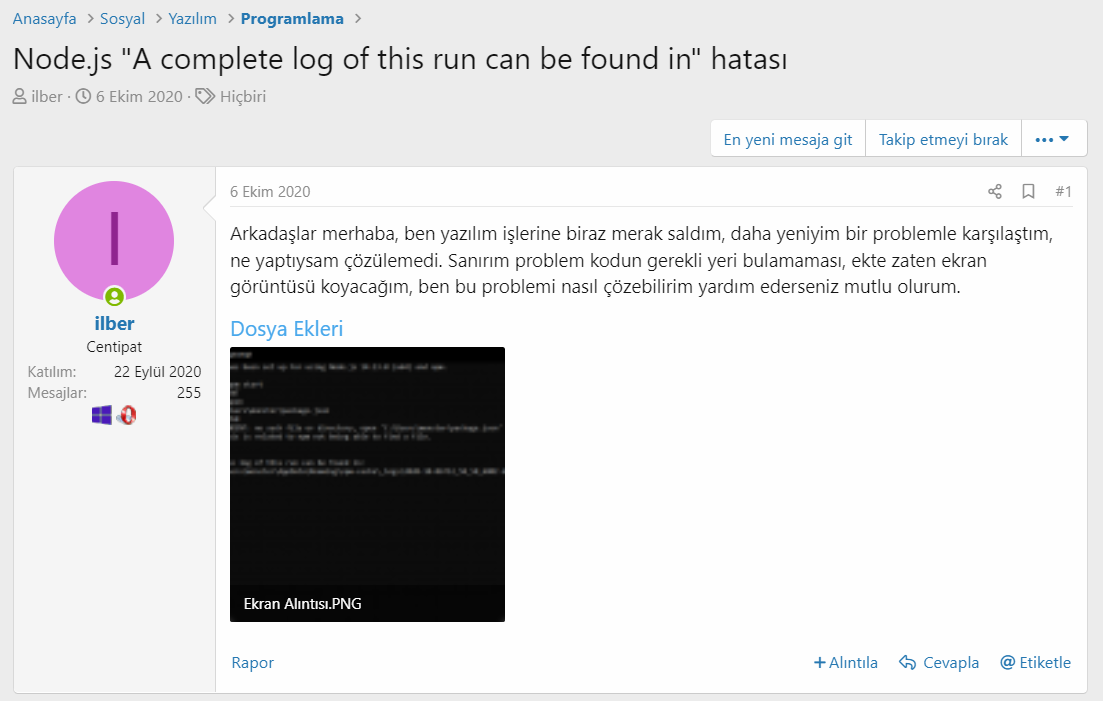 Anasayfa > Sosyal > Yazılım > Programlama >
Node.js "A complete log of this run can be found in" hatası
ilber · 6 Ekim 2020 · Hiçbiri
En yeni mesaja git Takip etmeyi bırak •••
I
6 Ekim 2020 #1
Arkadaşlar merhaba, ben yazılım işlerine biraz merak saldım, daha yeniyim bir problemle karşılaştım,
ne yaptıysam çözülemedi. Sanırım problem kodun gerekli yeri bulamaması, ekte zaten ekran
görüntüsü koyacağım, ben bu problemi nasıl çözebilirim yardım ederseniz mutlu olurum.
ilber
Centipat
Katılım: 22 Eylül 2020
Mesajlar: 255
Dosya Ekleri
Ekran Alıntısı.PNG
Rapor +Alıntıla Cevapla @ Etiketle